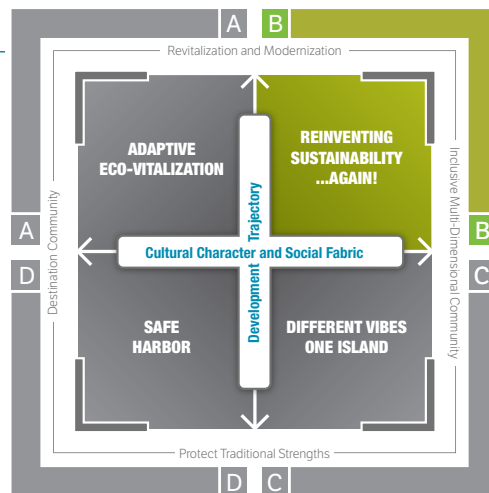 A B
Revitalization and Modernization
ADAPTIVE
ECO-VITALIZATION
REINVENTING
SUSTAINABILITY
...AGAIN!
Destination Community
Inclusive Multi-Dimensional Community
Development Trajectory
A B
Cultural Character and Social Fabric
D C
SAFE
HARBOR
DIFFERENT VIBES
ONE ISLAND
Protect Traditional Strengths
D C